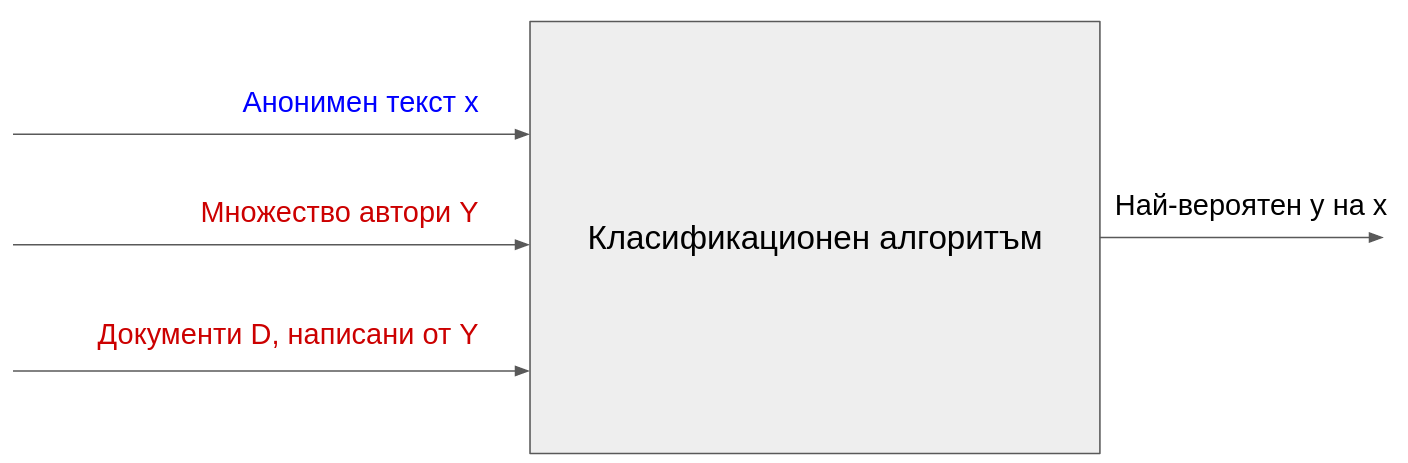 Анонимен текст x
Множество автори Y
Документи D, написани от Y
Класификационен алгоритъм
Най-вероятен y на x